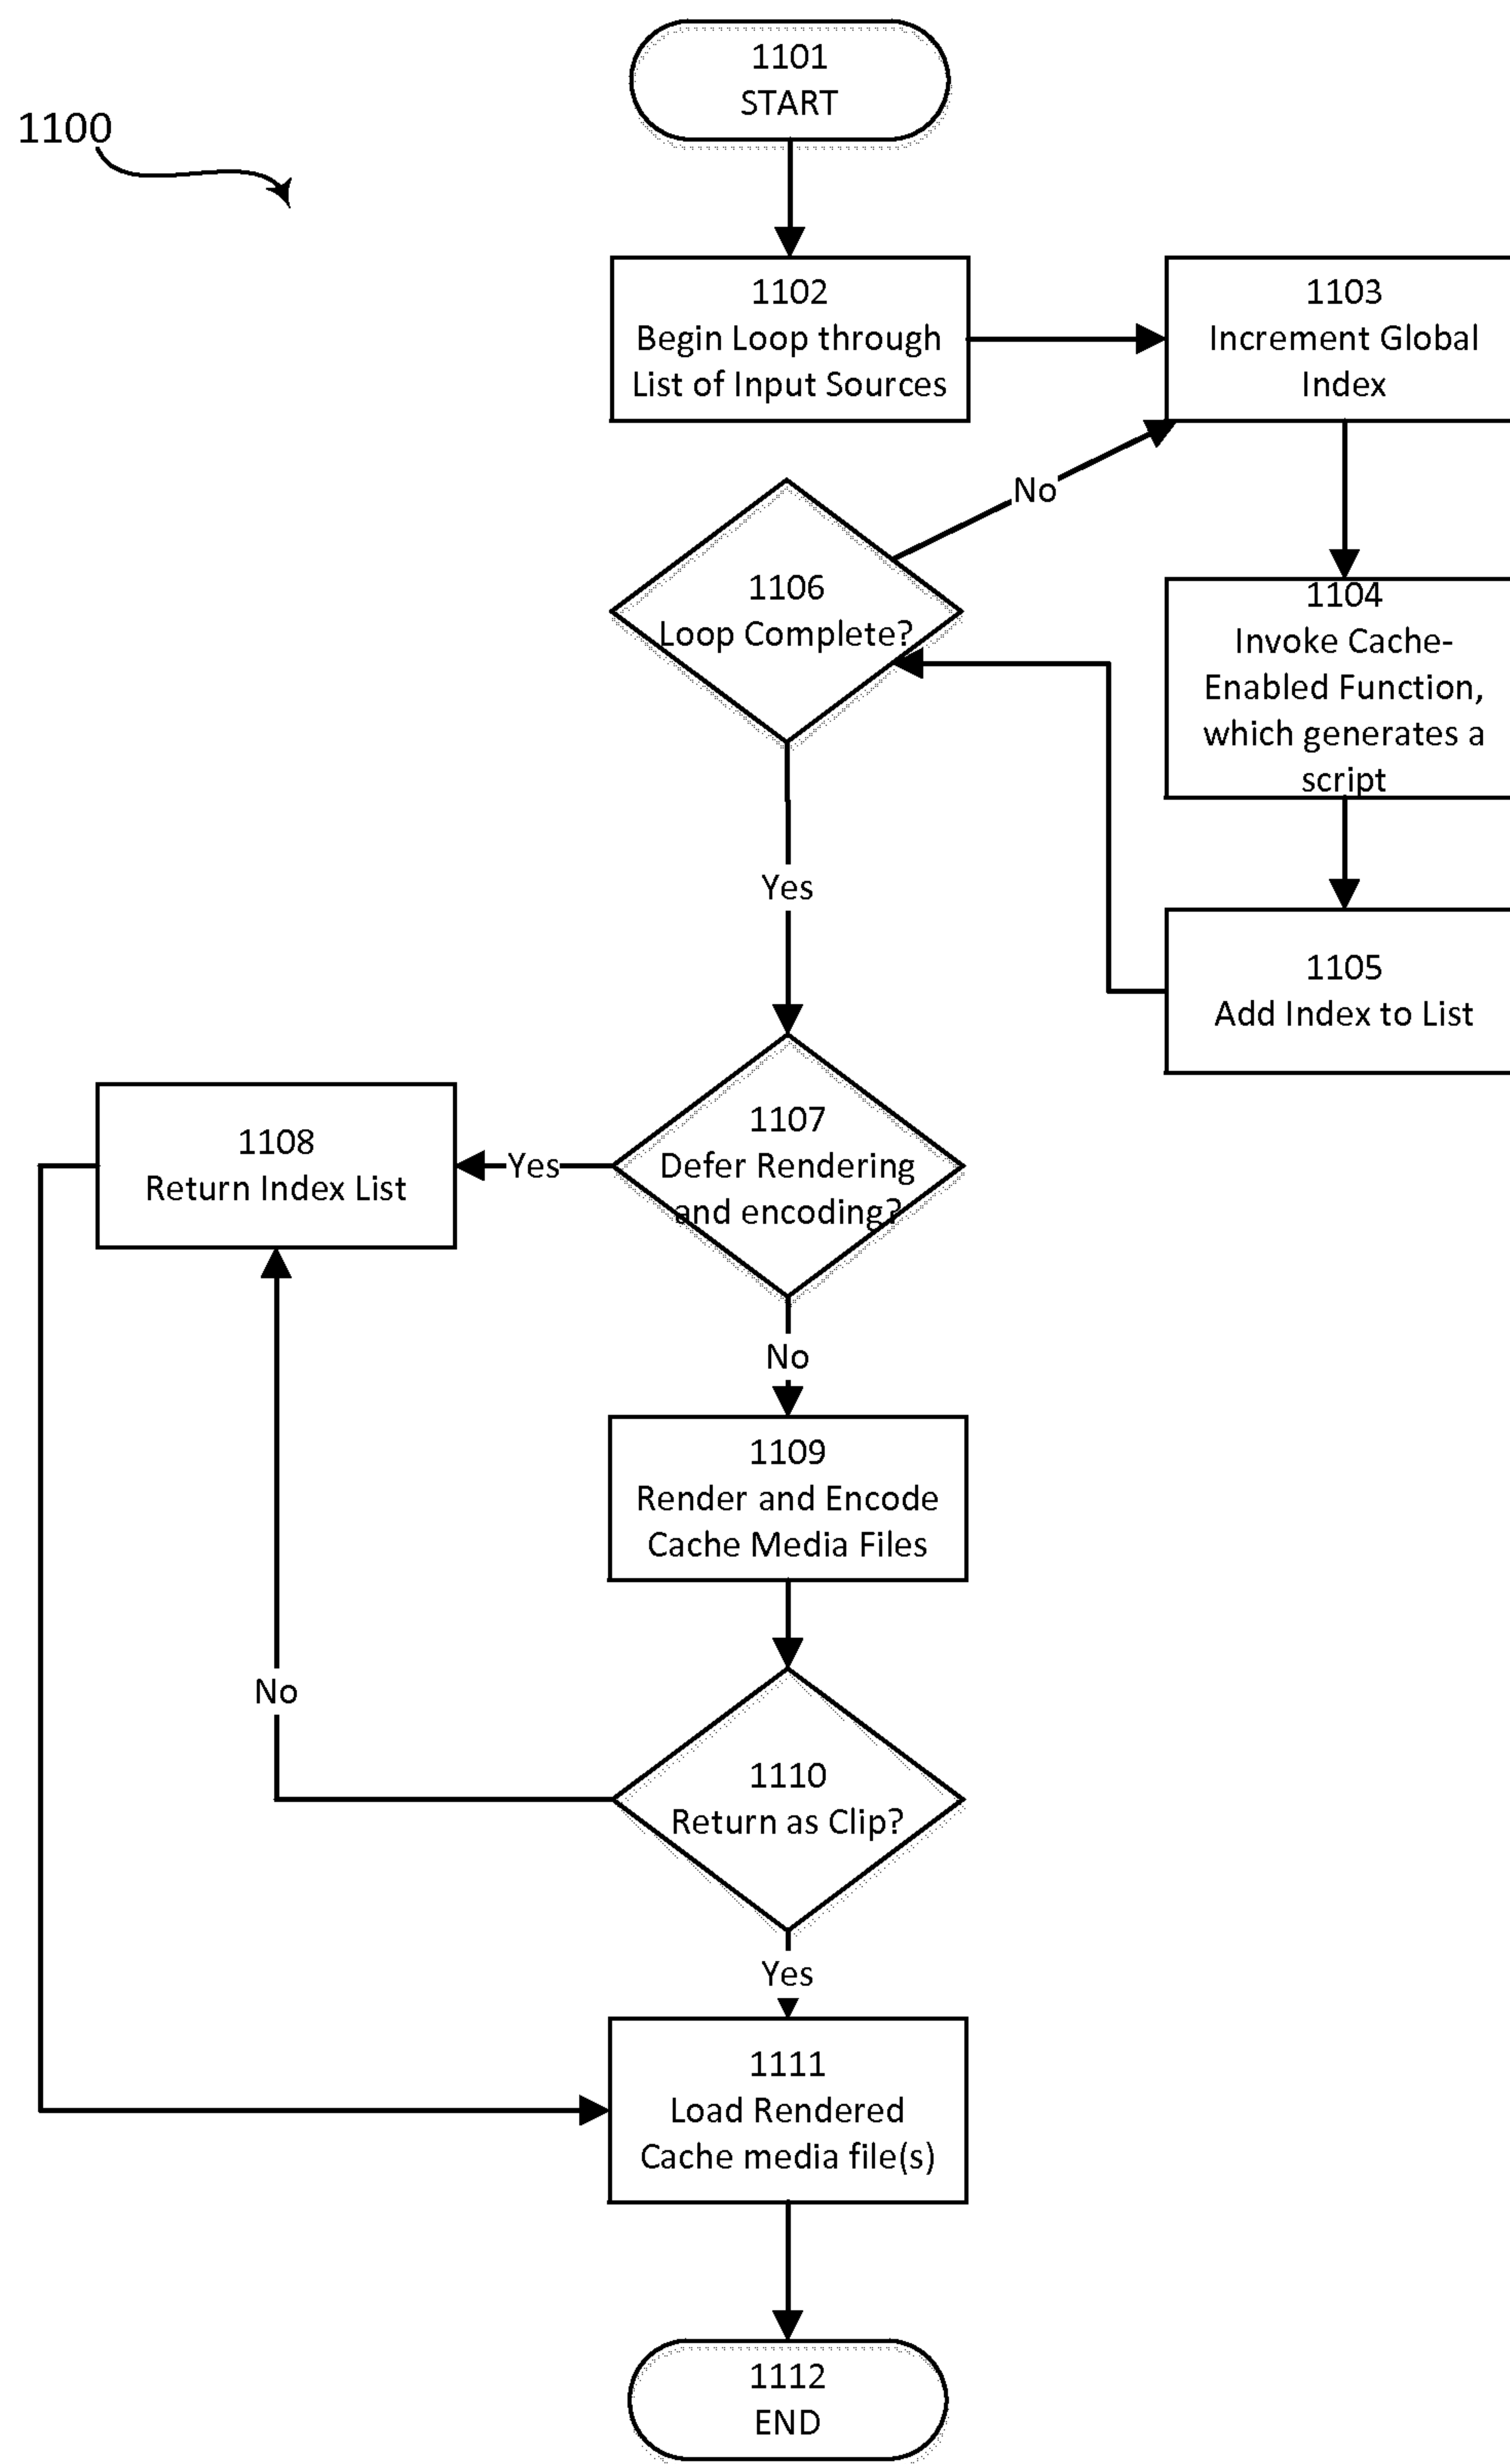 1100
1101
START
1102
Begin Loop through
List of Input Sources
1103
Increment Global
Index
No
1106
Loop Complete?
1104
Invoke Cache-
Enabled Function,
which generates a
script
Yes
1105
Add Index to List
1107
Defer Rendering
and encoding?
Yes
1108
Return Index List
No
1109
Render and Encode
Cache Media Files
No
1110
Return as Clip?
Yes
1111
Load Rendered
Cache media file(s)
1112
END